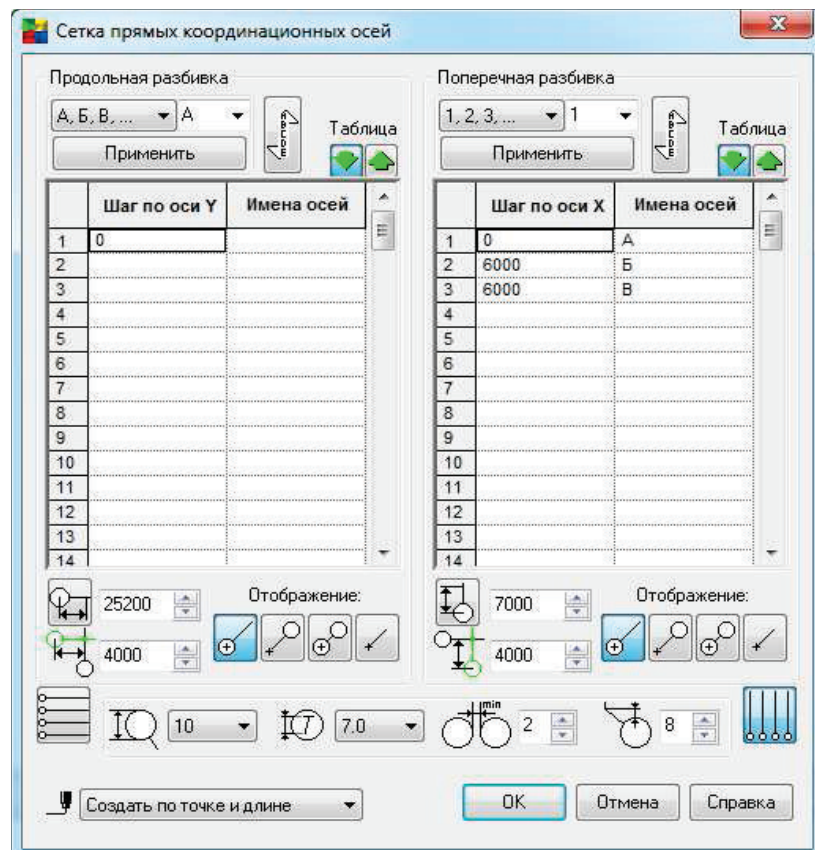 Сетка прямых координационных осей
Продольная разбивка
Поперечная разбивка
А, Б, В, ... А
Таблица
1, 2, 3, ... 1
Таблица
A B C D E
A B C D E
Применить
Применить
Шаг по оси Y Имена осей
1 0
2
3
4
5
6
7
8
9
10
11
12
13
14
Шаг по оси X Имена осей
1 0 А
2 6000 Б
3 6000 В
4
5
6
7
8
9
10
11
12
13
14
25200 Отображение:
4000
7000 Отображение:
4000
10 T 7,0 min 2 8
Создать по точке и длине
OK Отмена Справка